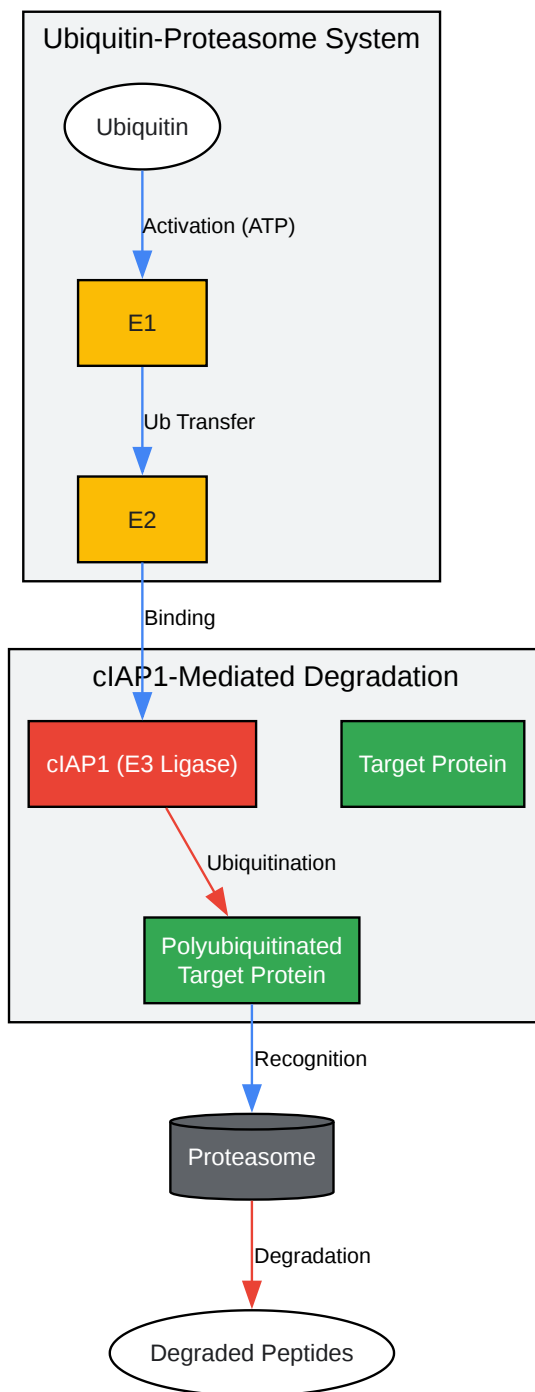 Ubiquitin-Proteasome System
Ubiquitin
Activation (ATP)
E1
Ub Transfer
E2
Binding
cIAP1-Mediated Degradation
cIAP1 (E3 Ligase)
Target Protein
Ubiquitination
Polyubiquitinated
Target Protein
Recognition
Proteasome
Degradation
Degraded Peptides